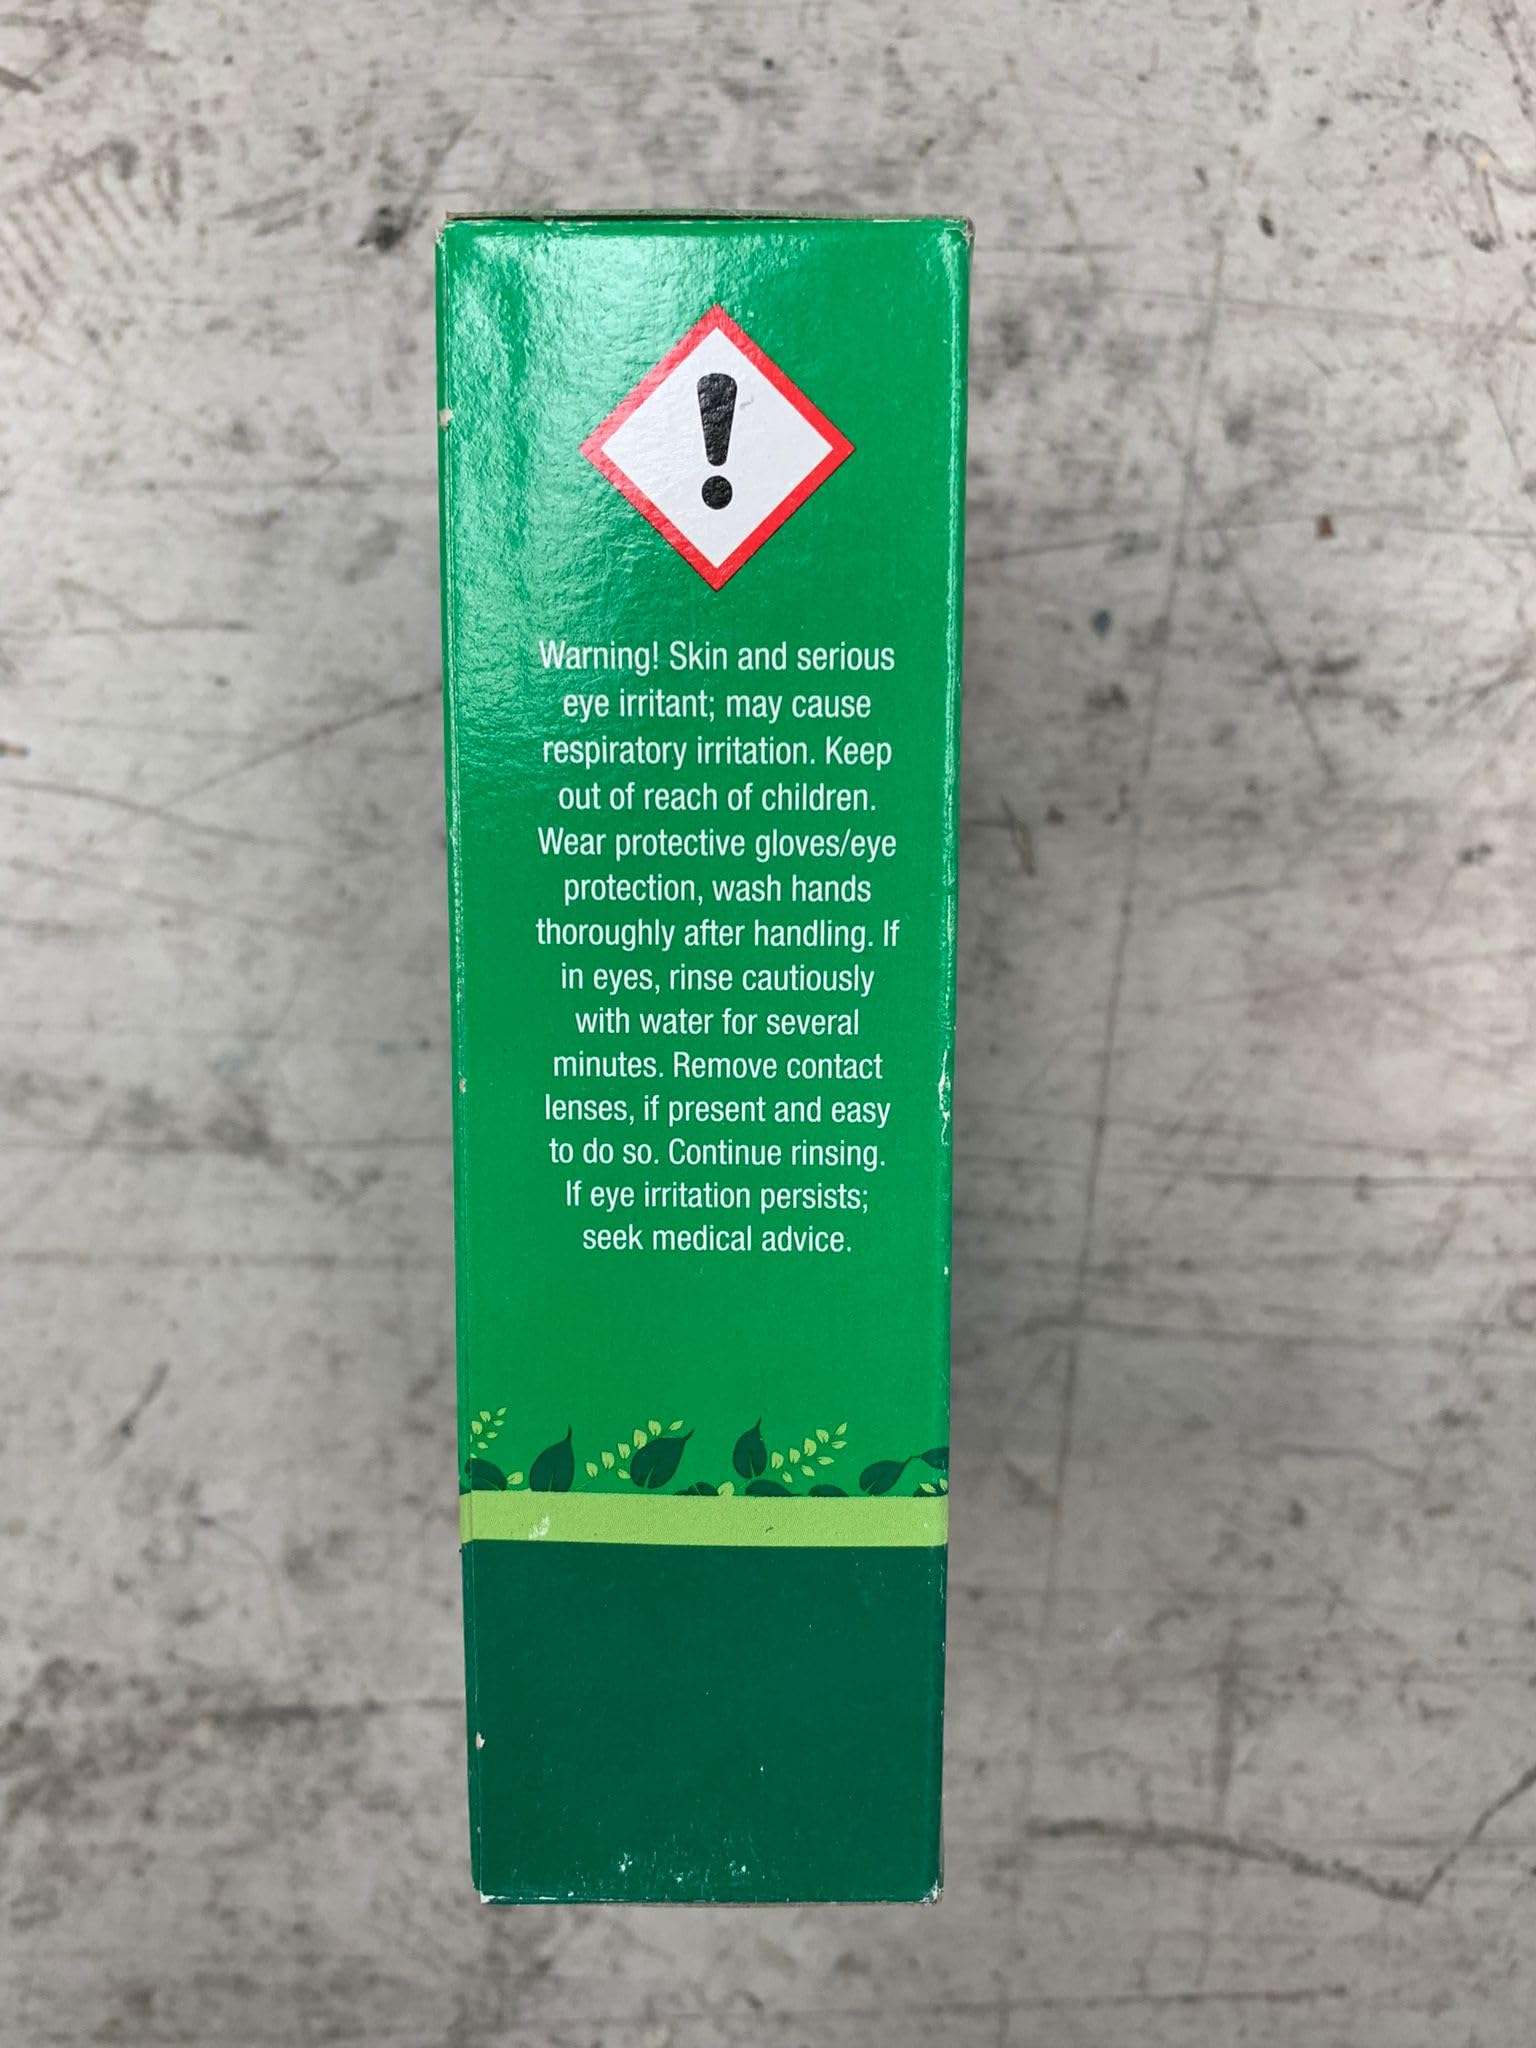 Warning! Skin and serious
eye irritant; may cause
respiratory irritation. Keep
out of reach of children.
Wear protective gloves/eye
protection, wash hands
thoroughly after handling. If
in eyes, rinse cautiously
with water for several
minutes. Remove contact
lenses, if present and easy
to do so. Continue rinsing.
If eye irritation persists;
seek medical advice.